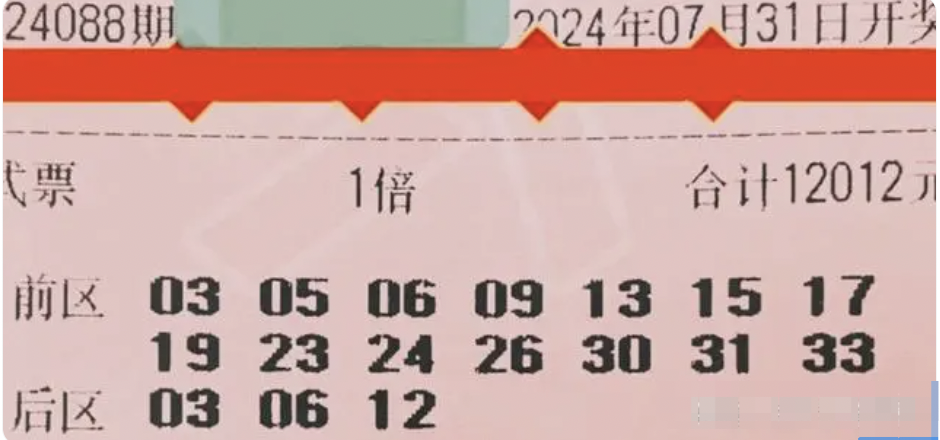 24088期 2024年07月31日开奖
式票 1倍 合计12012元
前区 03 05 06 09 13 15 17
19 23 24 26 30 31 33
后区 03 06 12